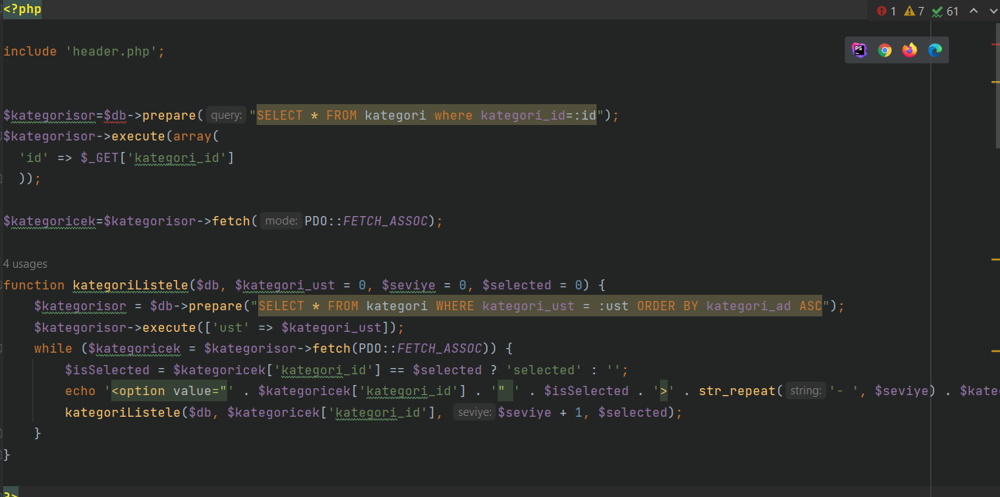 <?php
1 7 61
include 'header.php';
PS
$kategorisor=$db->prepare( query: "SELECT * FROM kategori where kategori_id=:id");
$kategorisor->execute(array(
'id' => $_GET['kategori_id']
));
$kategoricek=$kategorisor->fetch( mode: PDO::FETCH_ASSOC);
4 usages
function kategoriListele($db, $kategori_ust = 0, $seviye = 0, $selected = 0) {
$kategorisor = $db->prepare("SELECT * FROM kategori WHERE kategori_ust = :ust ORDER BY kategori_ad ASC");
$kategorisor->execute(['ust' => $kategori_ust]);
while ($kategoricek = $kategorisor->fetch(PDO::FETCH_ASSOC)) {
$isSelected = $kategoricek['kategori_id'] == $selected ? 'selected' : '';
echo '<option value="' . $kategoricek['kategori_id'] . '" ' . $isSelected . '>' . str_repeat( string: '- ', $seviye) . $kate
kategoriListele($db, $kategoricek['kategori_id'], seviye: $seviye + 1, $selected);
}
}
?>